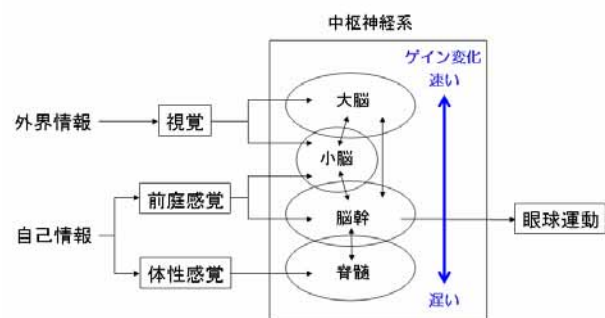 中枢神経系
ゲイン変化
速い
大脳
外界情報
視覚
小脳
前庭感覚
脳幹
眼球運動
自己情報
体性感覚
脊髄
遅い